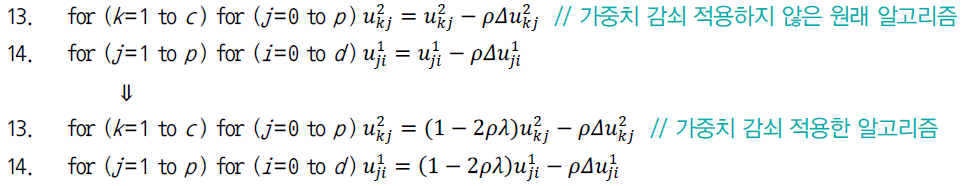 13. for (k=1 to c) for (j=0 to p) u²ₖⱼ = u²ₖⱼ − ρΔu²ₖⱼ // 가중치 감쇠 적용하지 않은 원래 알고리즘
14. for (j=1 to p) for (i=0 to d) u¹ⱼᵢ = u¹ⱼᵢ − ρΔu¹ⱼᵢ
⇓
13. for (k=1 to c) for (j=0 to p) u²ₖⱼ = (1 − 2ρλ)u²ₖⱼ − ρΔu²ₖⱼ // 가중치 감쇠 적용한 알고리즘
14. for (j=1 to p) for (i=0 to d) u¹ⱼᵢ = (1 − 2ρλ)u¹ⱼᵢ − ρΔu¹ⱼᵢ